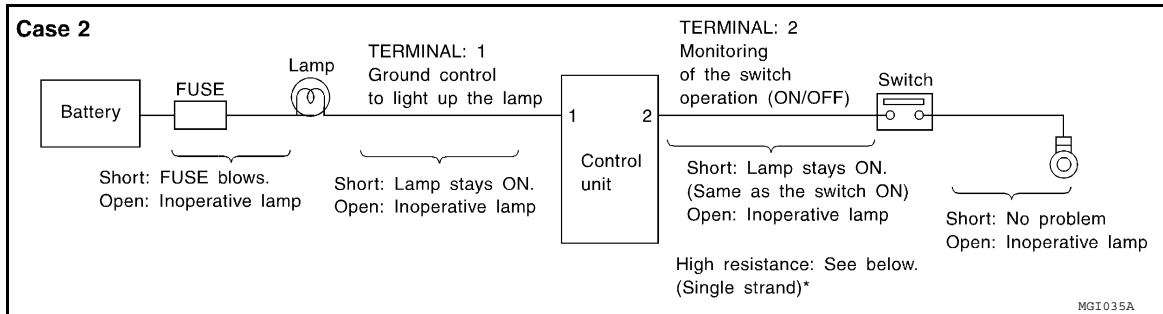 Case 2
Battery
FUSE
Lamp
TERMINAL: 1
Ground control
to light up the lamp
1
2
Control
unit
TERMINAL: 2
Monitoring
of the switch
operation (ON/OFF)
Switch
Short: FUSE blows.
Open: Inoperative lamp
Short: Lamp stays ON.
Open: Inoperative lamp
Short: Lamp stays ON.
(Same as the switch ON)
Open: Inoperative lamp
High resistance: See below.
(Single strand)*
Short: No problem
Open: Inoperative lamp
MGI035A